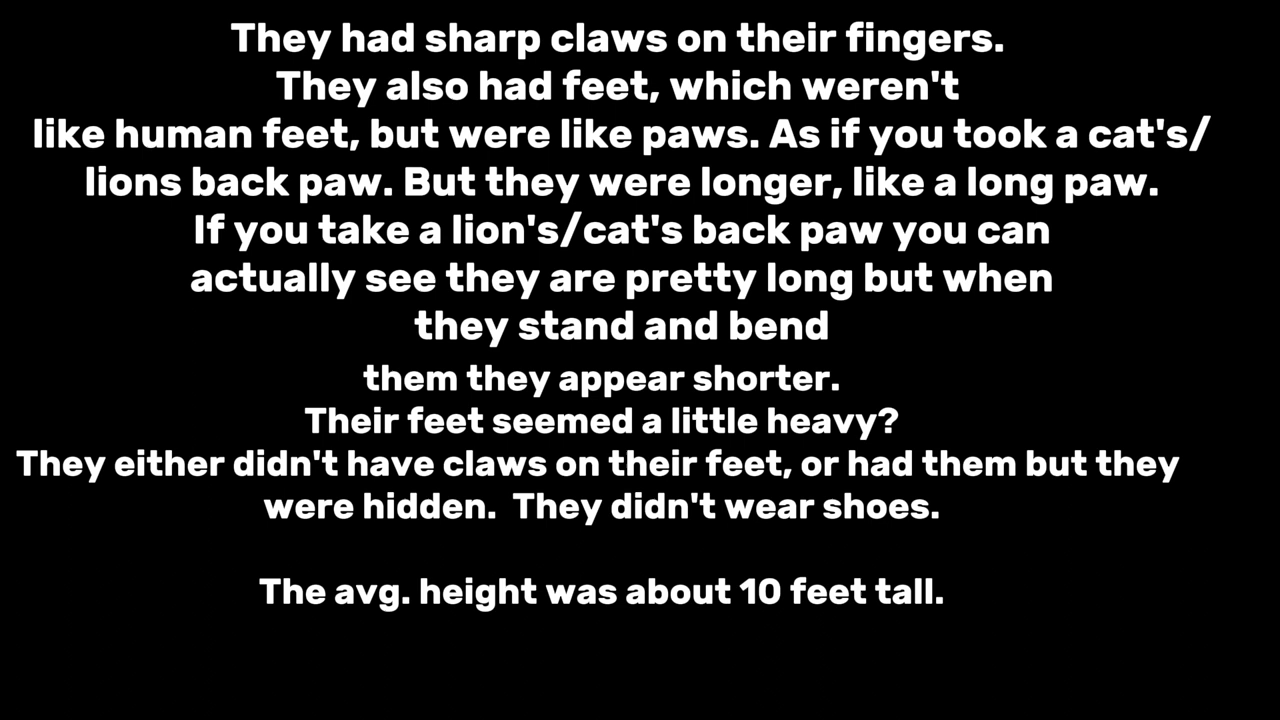 They had sharp claws on their fingers.
They also had feet, which weren't
like human feet, but were like paws. As if you took a cat's/
lions back paw. But they were longer, like a long paw.
If you take a lion's/cat's back paw you can
actually see they are pretty long but when
they stand and bend
them they appear shorter.
Their feet seemed a little heavy?
They either didn't have claws on their feet, or had them but they
were hidden.  They didn't wear shoes.
The avg. height was about 10 feet tall.